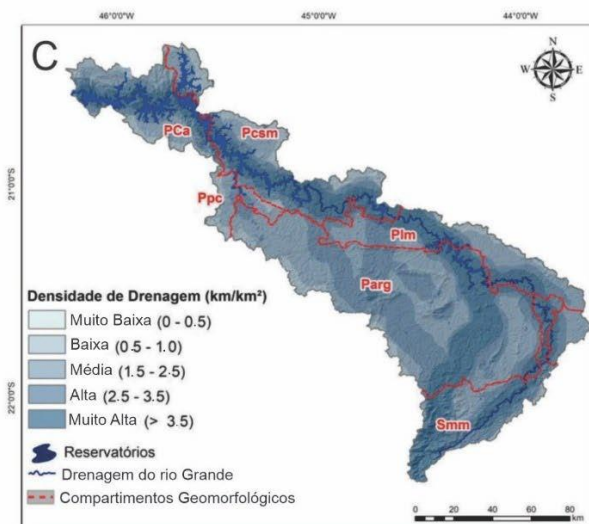 46°0'0"W
45°0'0"W
44°0'0"W
C
N
W
E
S
PCa
Pcsm
21°0'0"S
Ppc
Plm
Parg
Densidade de Drenagem (km/km²)
Muito Baixa (0 - 0.5)
Baixa (0.5 - 1.0)
Média (1.5 - 2.5)
Alta (2.5 - 3.5)
Muito Alta (> 3.5)
22°0'0"S
Smm
Reservatórios
Drenagem do rio Grande
Compartimentos Geomorfológicos
0 20 40 60 80
km